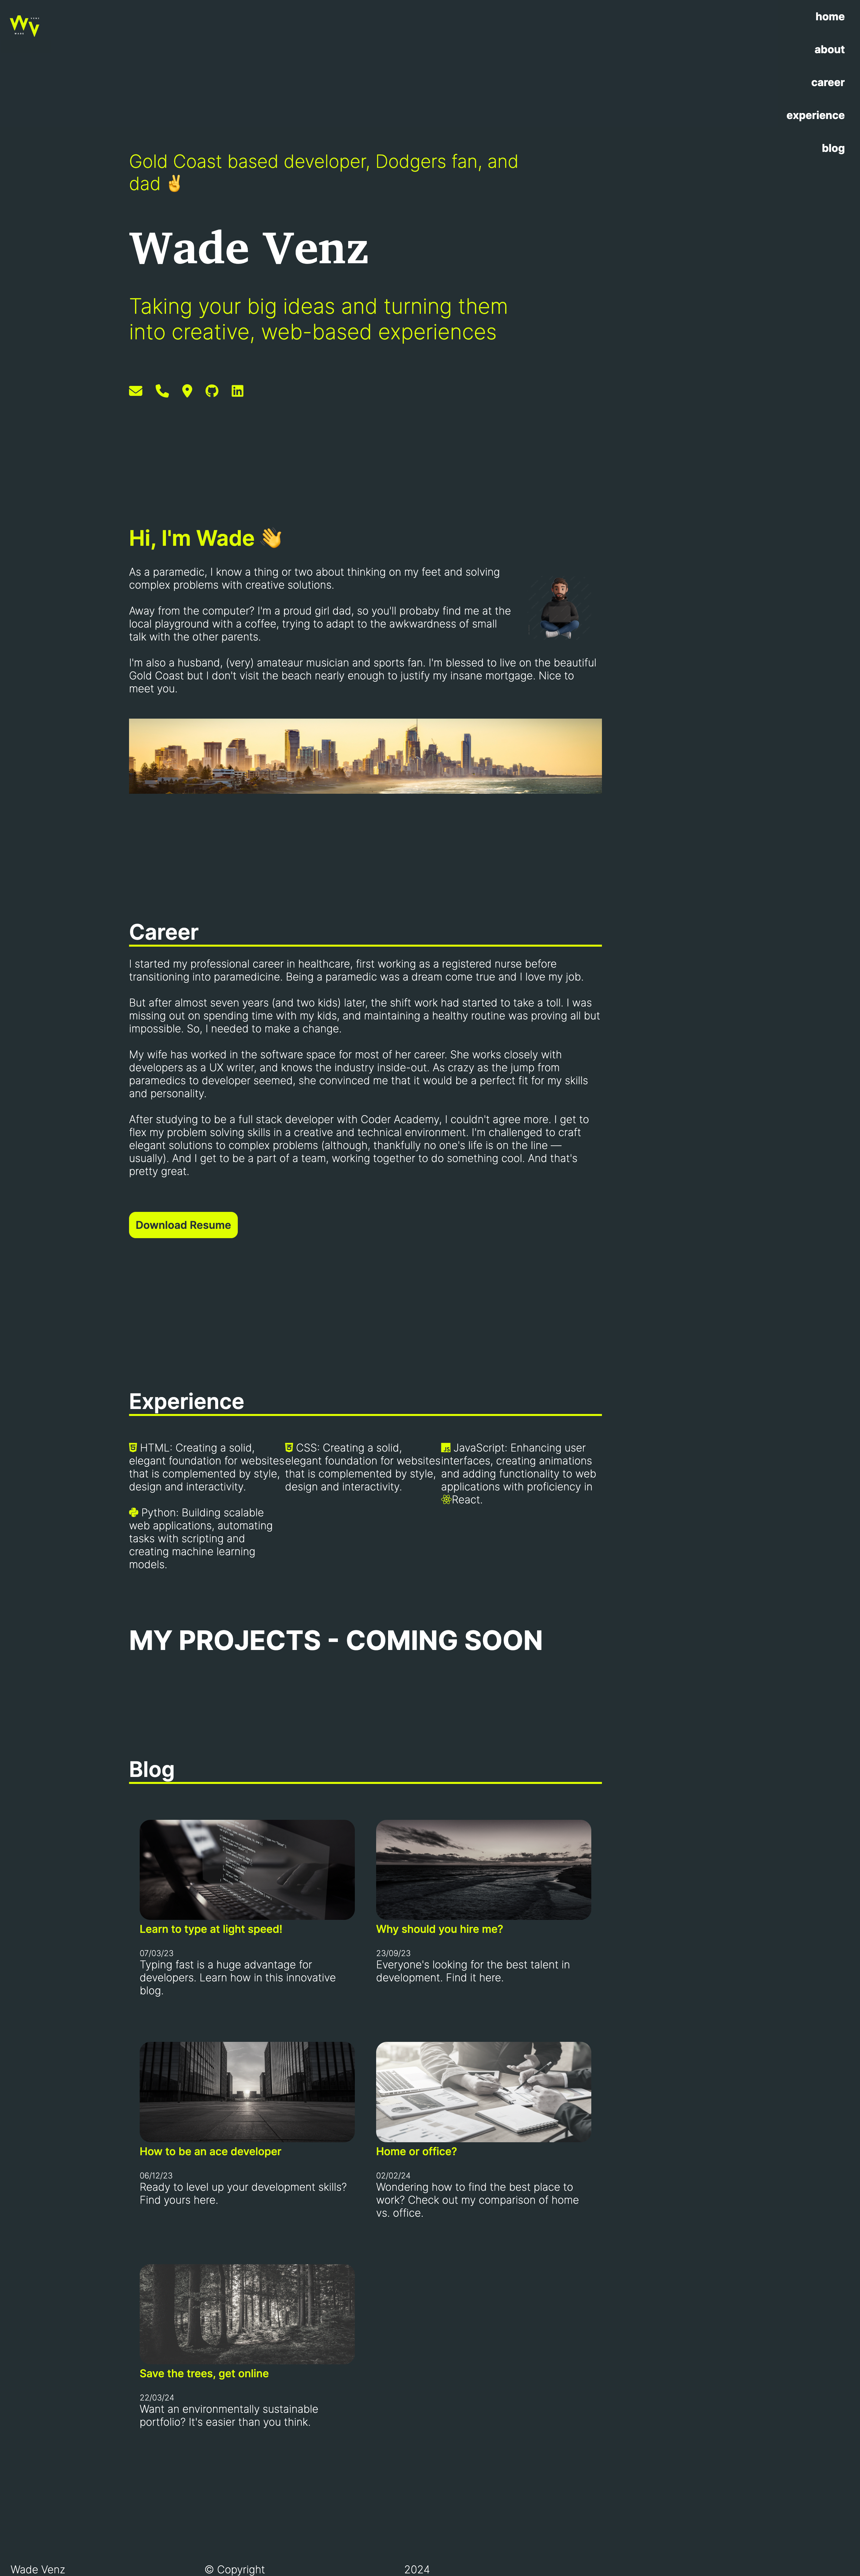 WV
VENZ
WADE
home
about
career
experience
blog
Gold Coast based developer, Dodgers fan, and
dad ✌
Wade Venz
Taking your big ideas and turning them
into creative, web-based experiences
Hi, I'm Wade 👋
As a paramedic, I know a thing or two about thinking on my feet and solving
complex problems with creative solutions.
Away from the computer? I'm a proud girl dad, so you'll probaby find me at the
local playground with a coffee, trying to adapt to the awkwardness of small
talk with the other parents.
I'm also a husband, (very) amateur musician and sports fan. I'm blessed to live on the beautiful
Gold Coast but I don't visit the beach nearly enough to justify my insane mortgage. Nice to
meet you.
Career
I started my professional career in healthcare, first working as a registered nurse before
transitioning into paramedicine. Being a paramedic was a dream come true and I love my job.
But after almost seven years (and two kids) later, the shift work had started to take a toll. I was
missing out on spending time with my kids, and maintaining a healthy routine was proving all but
impossible. So, I needed to make a change.
My wife has worked in the software space for most of her career. She works closely with
developers as a UX writer, and knows the industry inside-out. As crazy as the jump from
paramedics to developer seemed, she convinced me that it would be a perfect fit for my skills
and personality.
After studying to be a full stack developer with Coder Academy, I couldn't agree more. I get to
flex my problem solving skills in a creative and technical environment. I'm challenged to craft
elegant solutions to complex problems (although, thankfully no one's life is on the line —
usually). And I get to be a part of a team, working together to do something cool. And that's
pretty great.
Download Resume
Experience
HTML: Creating a solid,
elegant foundation for websites
that is complemented by style,
design and interactivity.
CSS: Creating a solid,
elegant foundation for websites
that is complemented by style,
design and interactivity.
JavaScript: Enhancing user
interfaces, creating animations
and adding functionality to web
applications with proficiency in
React.
Python: Building scalable
web applications, automating
tasks with scripting and
creating machine learning
models.
MY PROJECTS - COMING SOON
Blog
Learn to type at light speed!
07/03/23
Typing fast is a huge advantage for
developers. Learn how in this innovative
blog.
Why should you hire me?
23/09/23
Everyone's looking for the best talent in
development. Find it here.
How to be an ace developer
06/12/23
Ready to level up your development skills?
Find yours here.
Home or office?
02/02/24
Wondering how to find the best place to
work? Check out my comparison of home
vs. office.
Save the trees, get online
22/03/24
Want an environmentally sustainable
portfolio? It's easier than you think.
Wade Venz
© Copyright
2024